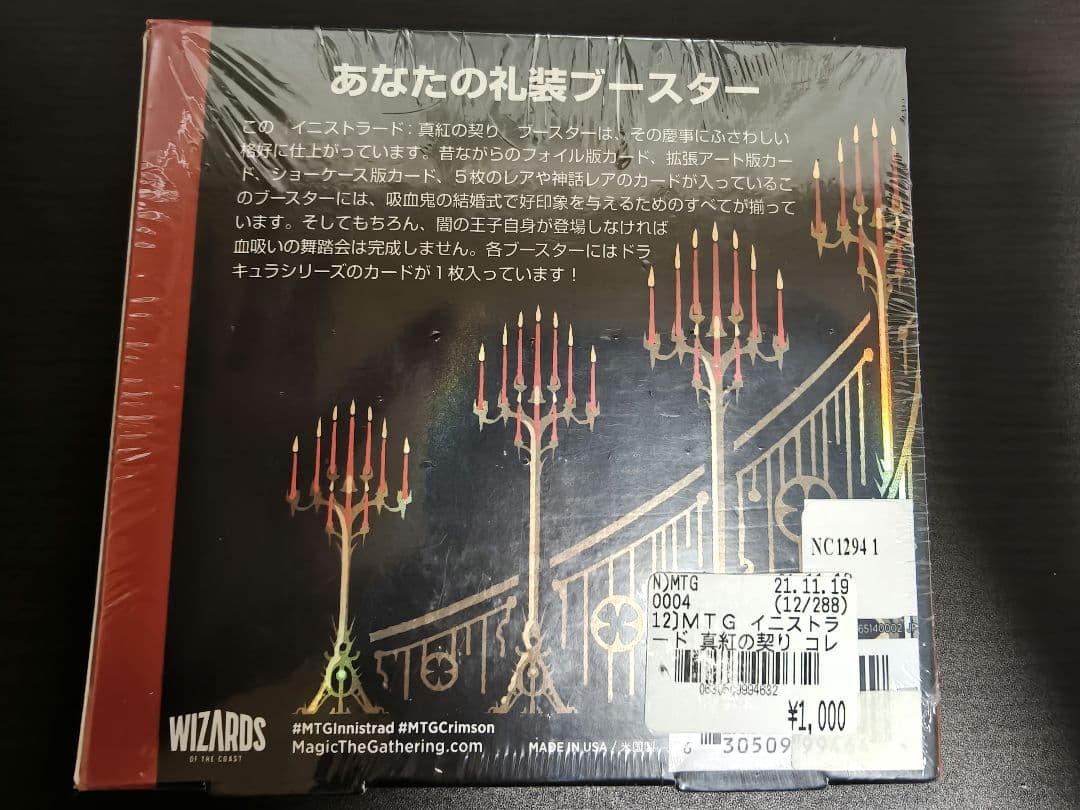 あなたの礼装ブースター
この　イニストラード：真紅の契り　ブースターは、その慶事にふさわしい
格好に仕上がっています。昔ながらのフォイル版カード、拡張アート版カー
ド、ショーケース版カード、５枚のレアや神話レアのカードが入っているこ
のブースターには、吸血鬼の結婚式で好印象を与えるためのすべてが揃って
います。そしてもちろん、闇の王子自身が登場しなければ
血吸いの舞踏会は完成しません。各ブースターにはドラ
キュラシリーズのカードが１枚入っています！
NC1294 1
N)MTG 21.11.19
0004 (12/288)
12)ＭＴＧ イニストラ
ード 真紅の契り コレ
65140002 JP
¥1,000
WIZARDS
OF THE COAST
#MTGInnistrad #MTGCrimson
MagicTheGathering.com
MADE IN USA / 米国製
6 30509